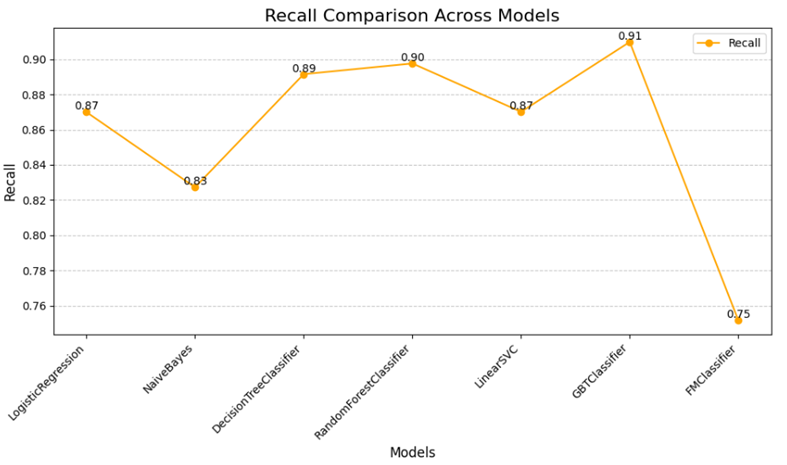 Recall Comparison Across Models
Recall
0.90
0.88
0.86
0.84
0.82
0.80
0.78
0.76
Recall
0.87
0.83
0.89
0.90
0.87
0.91
0.75
LogisticRegression
NaiveBayes
DecisionTreeClassifier
RandomForestClassifier
LinearSVC
GBTClassifier
FMClassifier
Models